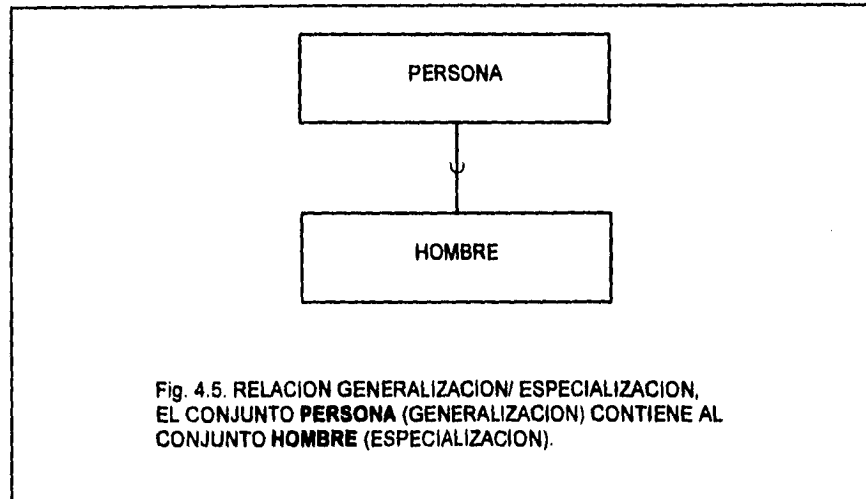 PERSONA
HOMBRE
Fig. 4.5. RELACION GENERALIZACION/ ESPECIALIZACION,
EL CONJUNTO PERSONA (GENERALIZACION) CONTIENE AL
CONJUNTO HOMBRE (ESPECIALIZACION).